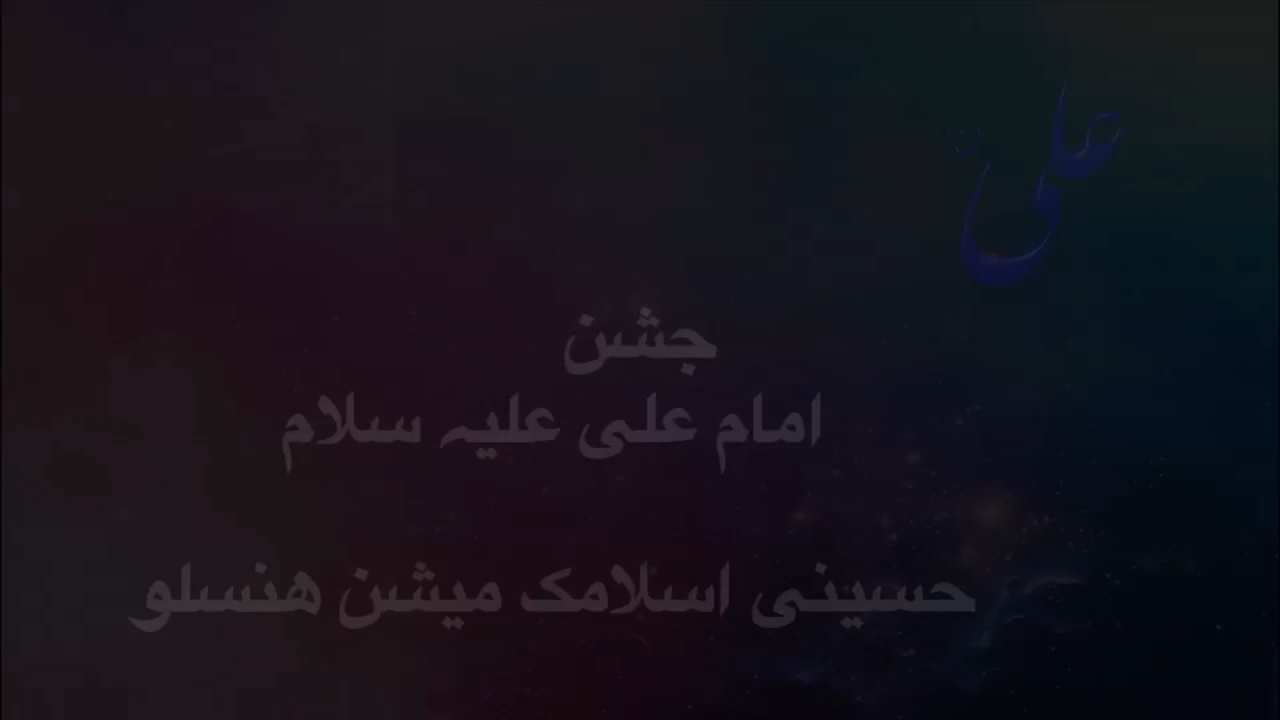 علی
جشن
امام علی علیہ سلام
حسینی اسلامک میشن ھنسلو